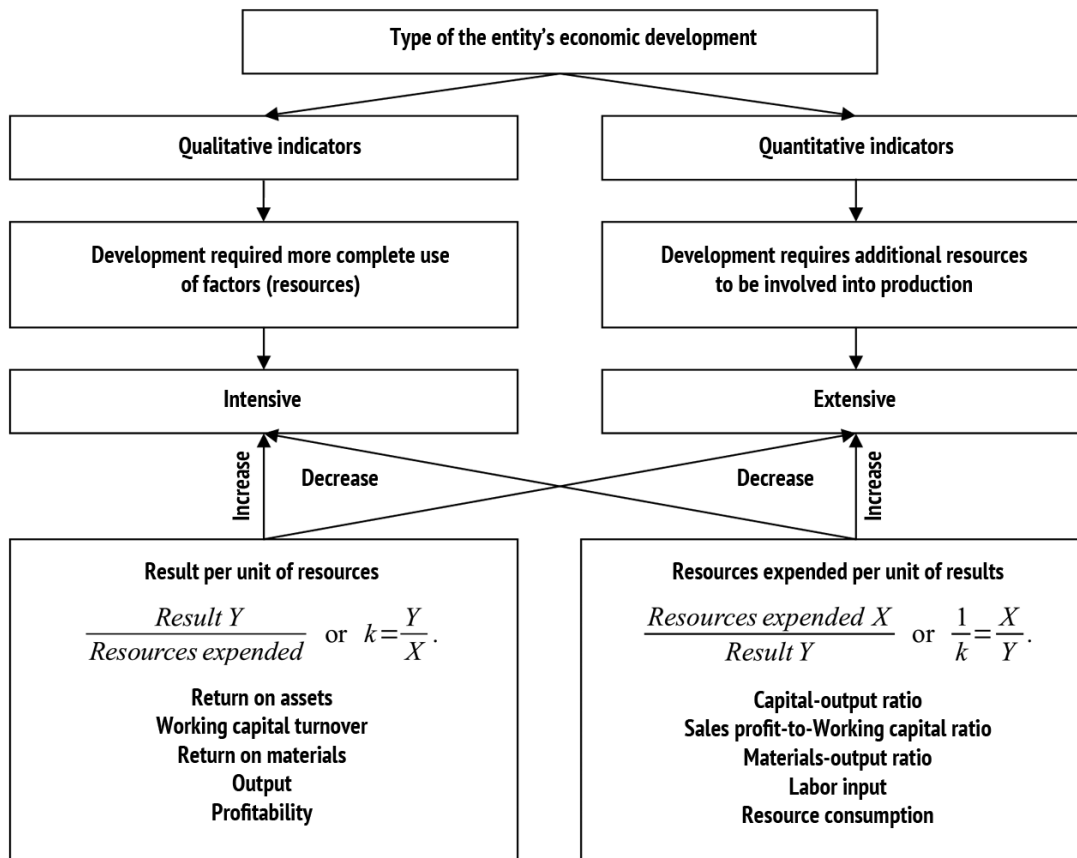 Type of the entity's economic development
Qualitative indicators
Quantitative indicators
Development required more complete use
of factors (resources)
Development requires additional resources
to be involved into production
Intensive
Extensive
Increase
Decrease
Decrease
Increase
Result per unit of resources
Result Y
Resources expended
or k = Y/X.
Return on assets
Working capital turnover
Return on materials
Output
Profitability
Resources expended per unit of results
Resources expended X
Result Y
or 1/k = X/Y.
Capital-output ratio
Sales profit-to-Working capital ratio
Materials-output ratio
Labor input
Resource consumption